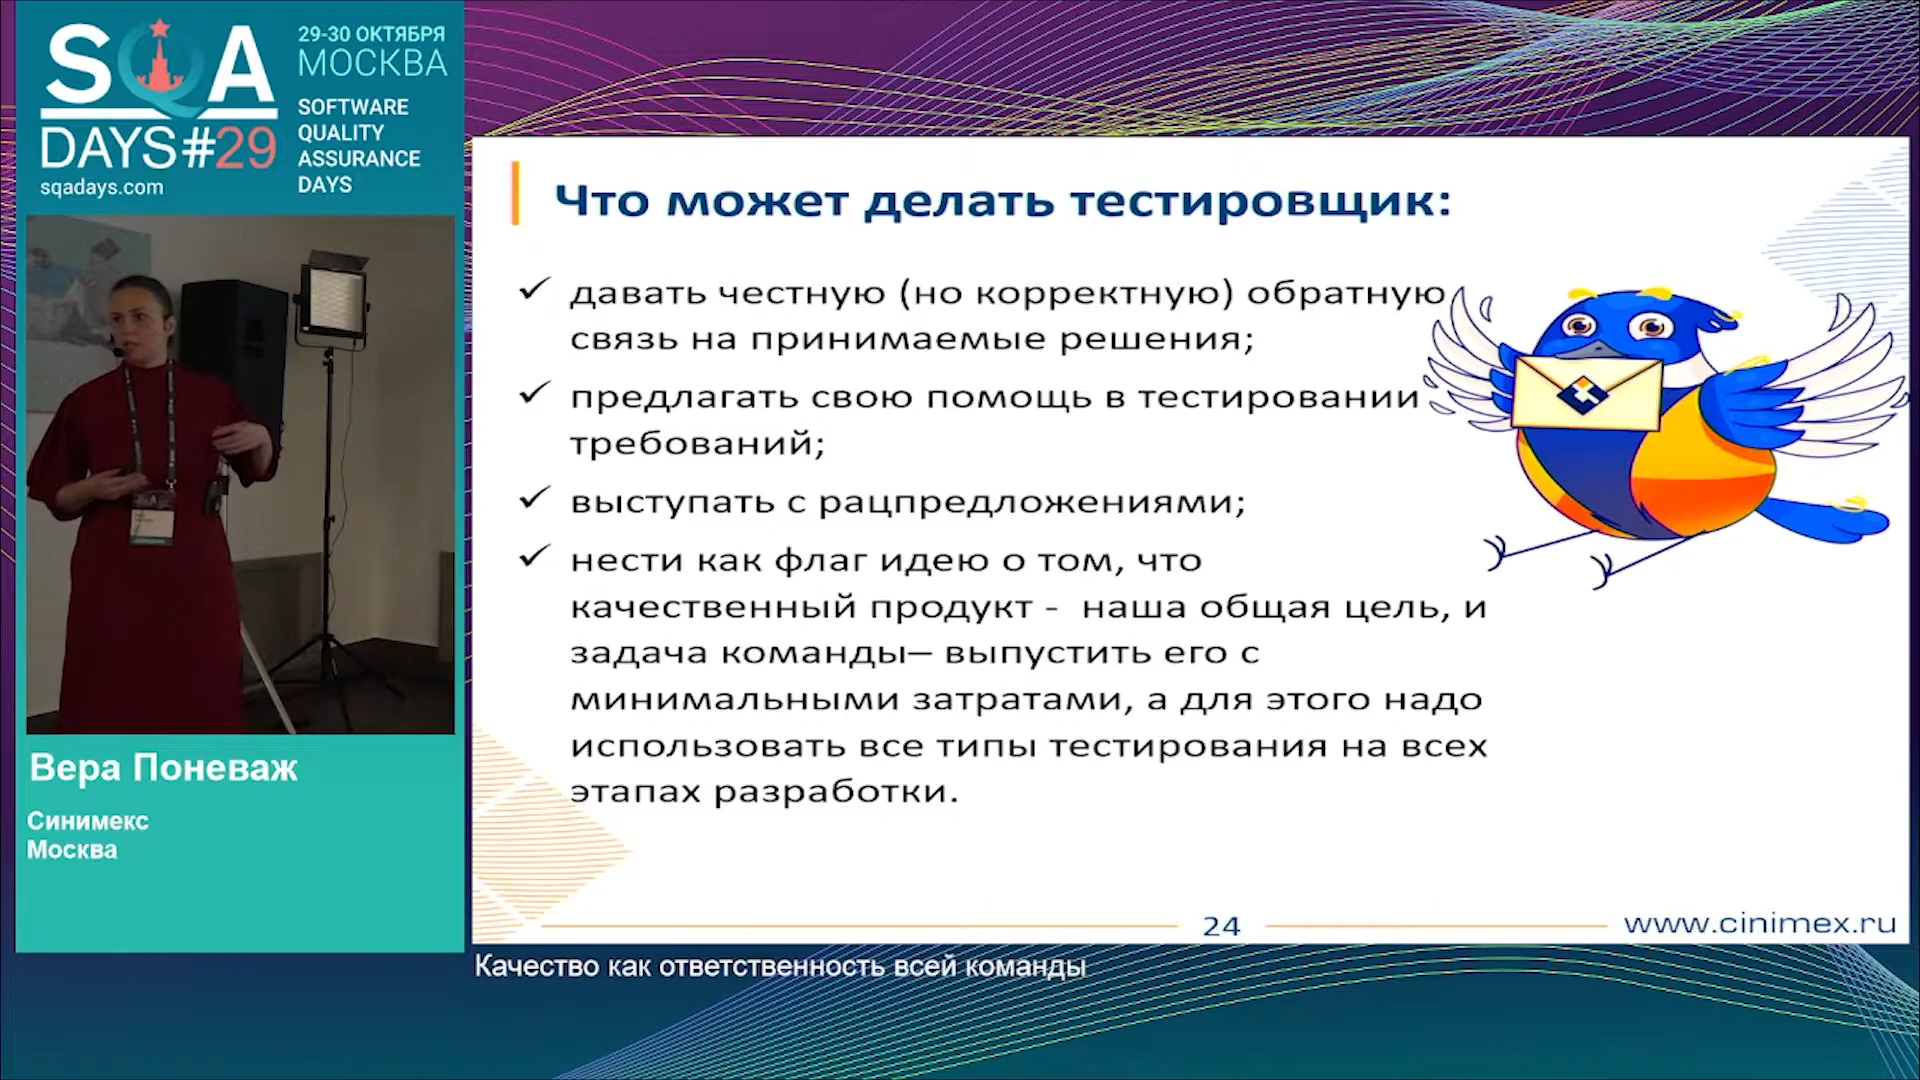 SQA
DAYS#29
sqadays.com
29-30 ОКТЯБРЯ
МОСКВА
SOFTWARE
QUALITY
ASSURANCE
DAYS
Вера Поневаж
Синимекс
Москва
Что может делать тестировщик:
давать честную (но корректную) обратную
связь на принимаемые решения;
предлагать свою помощь в тестировании
требований;
выступать с рацпредложениями;
нести как флаг идею о том, что
качественный продукт - наша общая цель, и
задача команды– выпустить его с
минимальными затратами, а для этого надо
использовать все типы тестирования на всех
этапах разработки.
24
www.cinimex.ru
Качество как ответственность всей команды